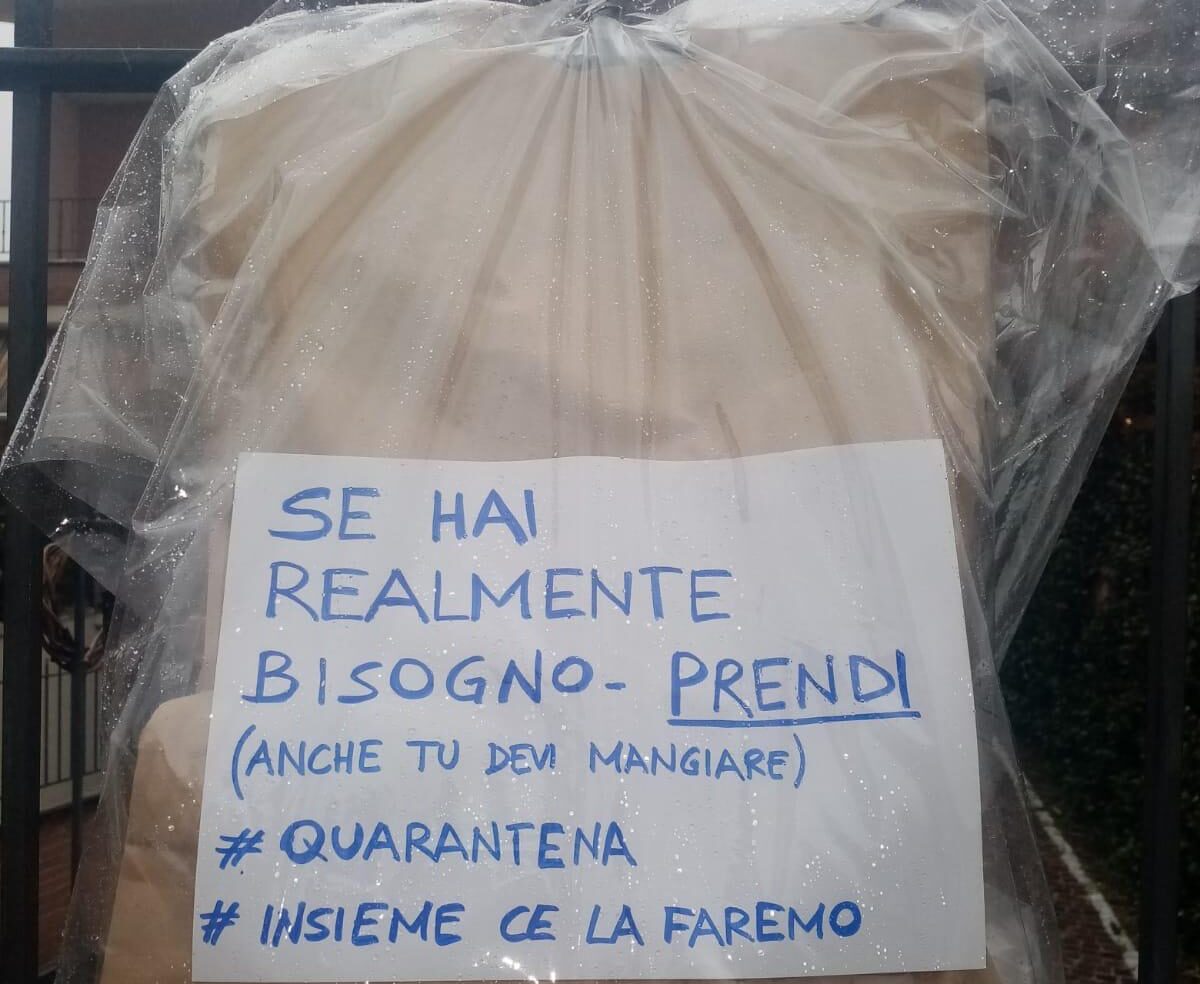 SE HAI
REALMENTE
BISOGNO - PRENDI
(ANCHE TU DEVI MANGIARE)
# QUARANTENA
# INSIEME CE LA FAREMO